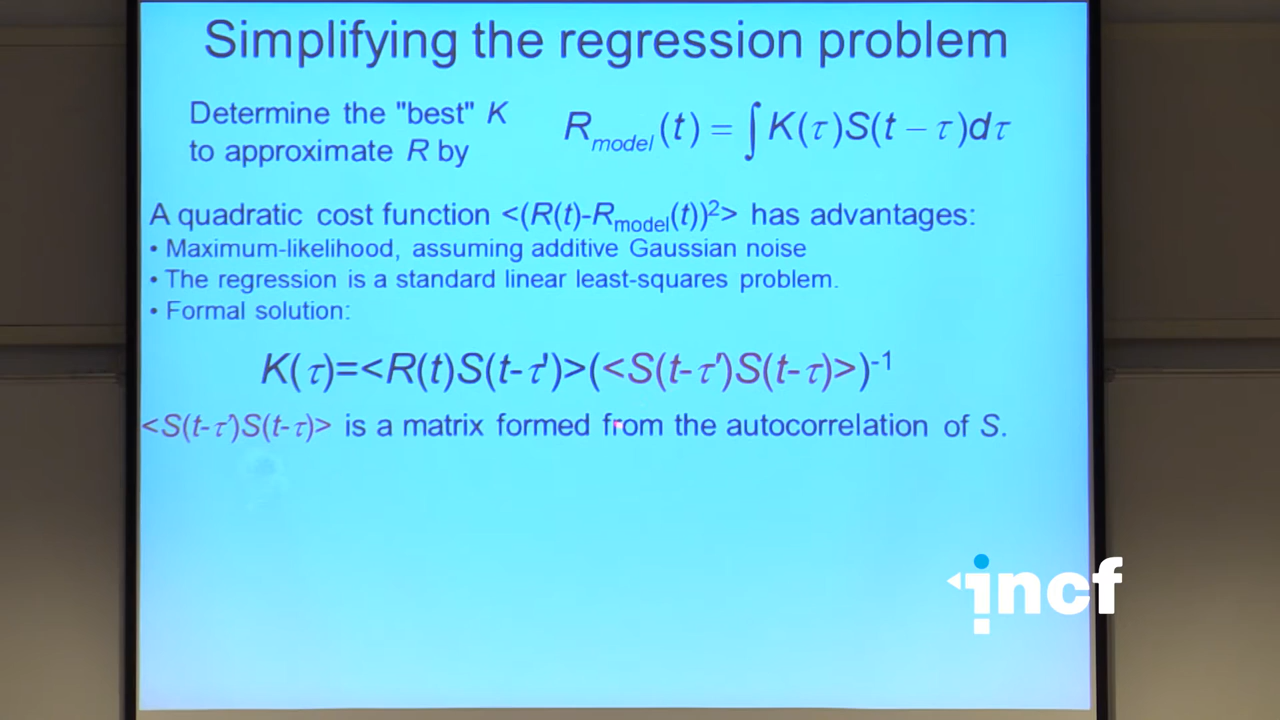 Simplifying the regression problem
Determine the "best" K
to approximate R by
R_model(t) = ∫K(τ)S(t − τ)dτ
A quadratic cost function <(R(t)-R_model(t))²> has advantages:
• Maximum-likelihood, assuming additive Gaussian noise
• The regression is a standard linear least-squares problem.
• Formal solution:
K(τ)=<R(t)S(t-τ')>(<S(t-τ')S(t-τ)>)⁻¹
<S(t-τ')S(t-τ)> is a matrix formed from the autocorrelation of S.
incf